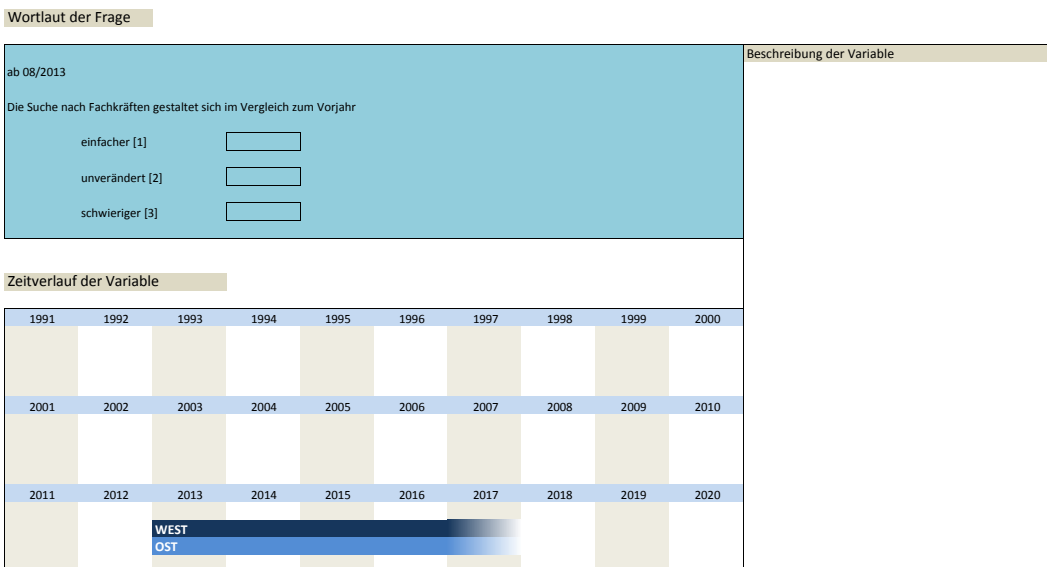 Wortlaut der Frage
Beschreibung der Variable
ab 08/2013
Die Suche nach Fachkräften gestaltet sich im Vergleich zum Vorjahr
einfacher [1]
unverändert [2]
schwieriger [3]
Zeitverlauf der Variable
1991 1992 1993 1994 1995 1996 1997 1998 1999 2000
2001 2002 2003 2004 2005 2006 2007 2008 2009 2010
2011 2012 2013 2014 2015 2016 2017 2018 2019 2020
WEST
OST